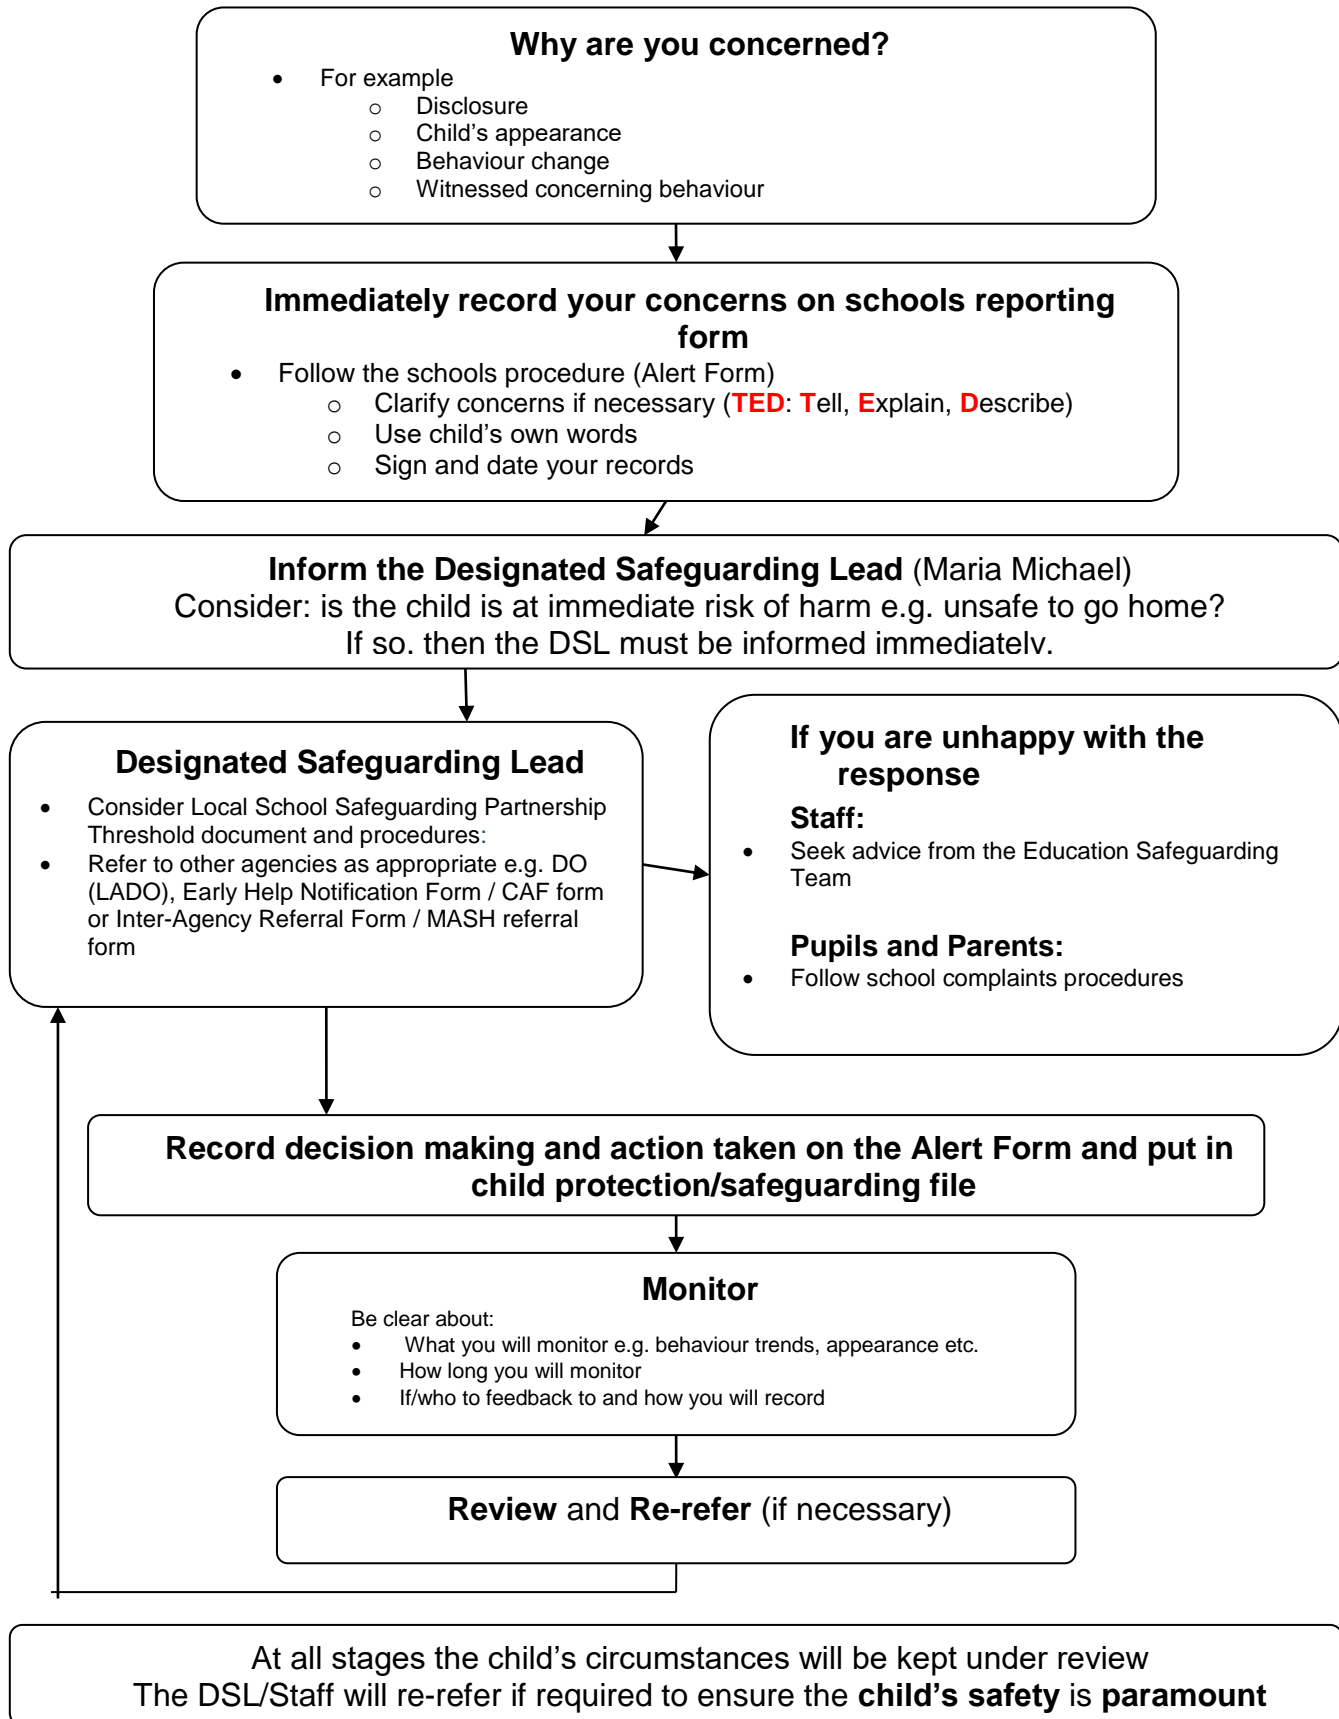 Why are you concerned?
• For example
o Disclosure
o Child's appearance
o Behaviour change
o Witnessed concerning behaviour
Immediately record your concerns on schools reporting
form
• Follow the schools procedure (Alert Form)
o Clarify concerns if necessary (TED: Tell, Explain, Describe)
o Use child's own words
o Sign and date your records
Inform the Designated Safeguarding Lead (Maria Michael)
Consider: is the child is at immediate risk of harm e.g. unsafe to go home?
If so. then the DSL must be informed immediately.
Designated Safeguarding Lead
• Consider Local School Safeguarding Partnership
Threshold document and procedures:
• Refer to other agencies as appropriate e.g. DO
(LADO), Early Help Notification Form / CAF form
or Inter-Agency Referral Form / MASH referral
form
If you are unhappy with the
response
Staff:
• Seek advice from the Education Safeguarding
Team
Pupils and Parents:
• Follow school complaints procedures
Record decision making and action taken on the Alert Form and put in
child protection/safeguarding file
Monitor
Be clear about:
• What you will monitor e.g. behaviour trends, appearance etc.
• How long you will monitor
• If/who to feedback to and how you will record
Review and Re-refer (if necessary)
At all stages the child's circumstances will be kept under review
The DSL/Staff will re-refer if required to ensure the child's safety is paramount